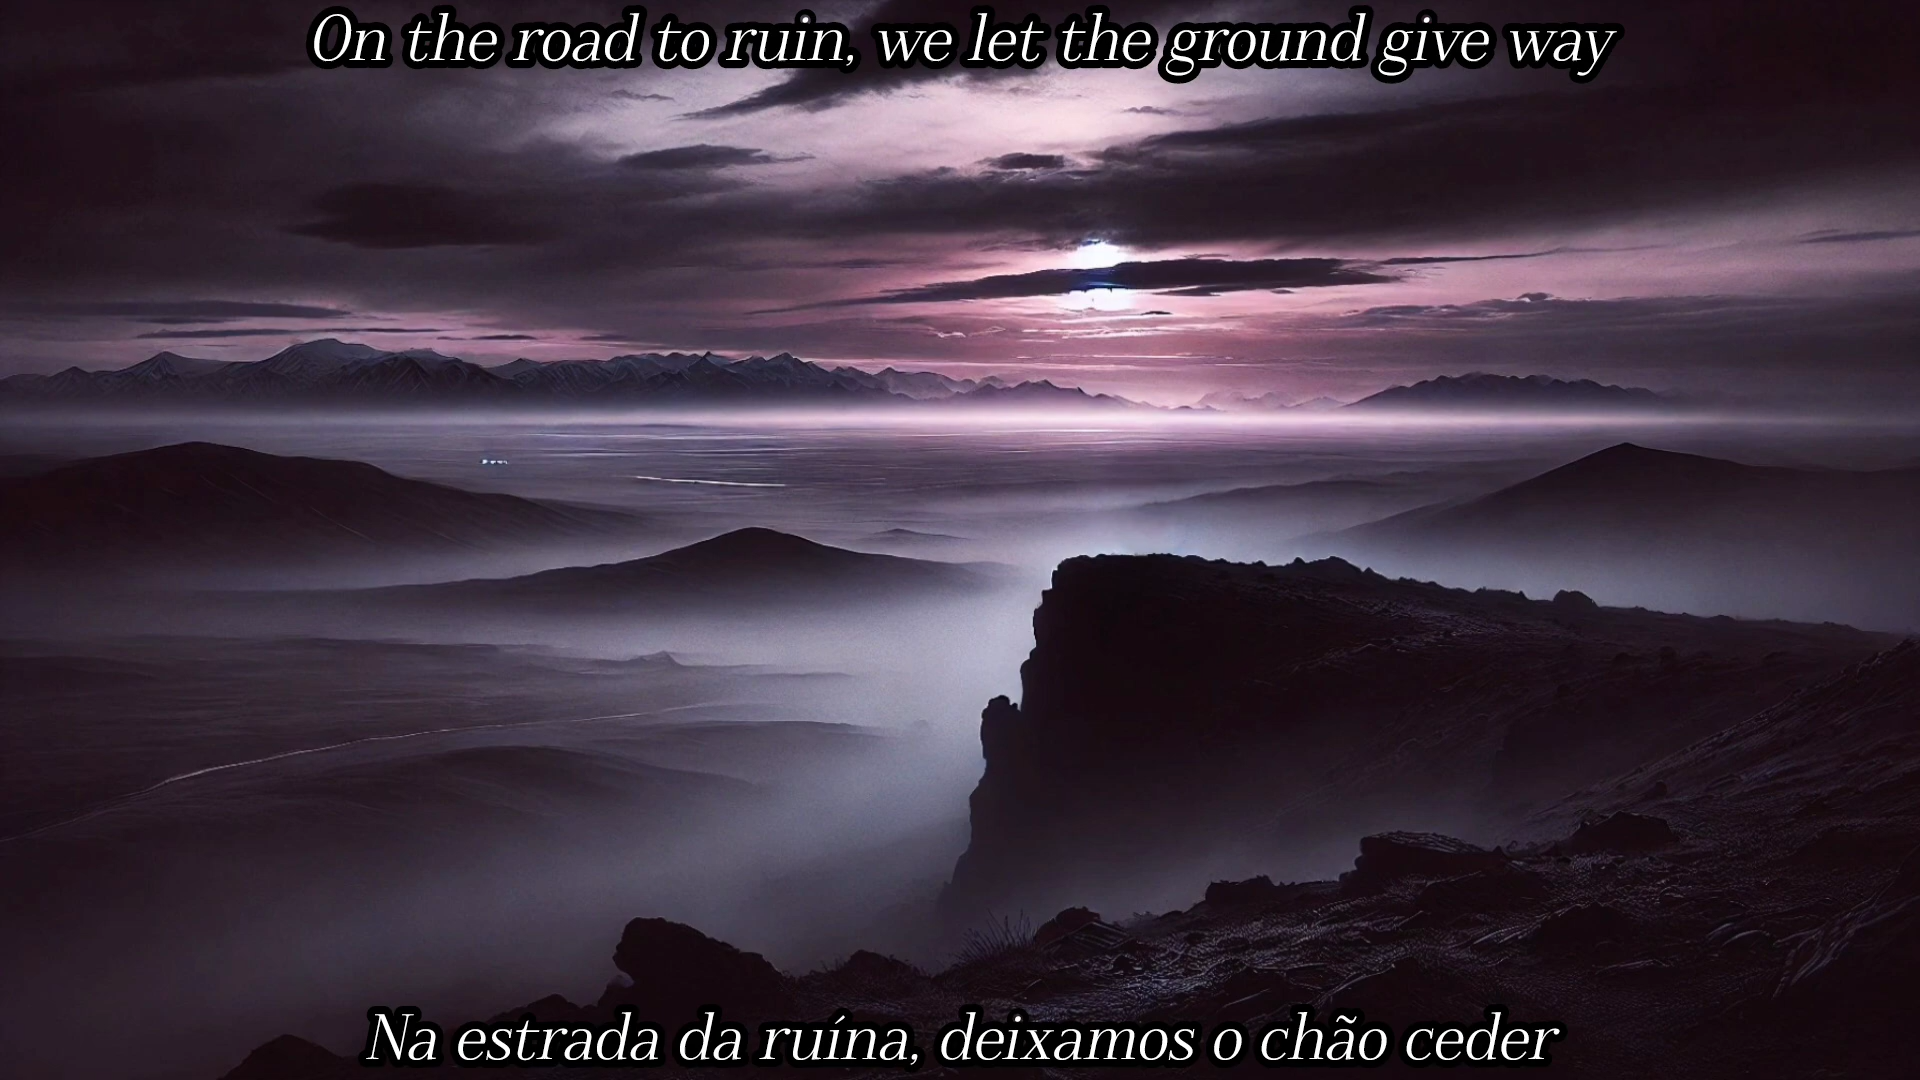 On the road to ruin, we let the ground give way
Na estrada da ruína, deixamos o chão ceder